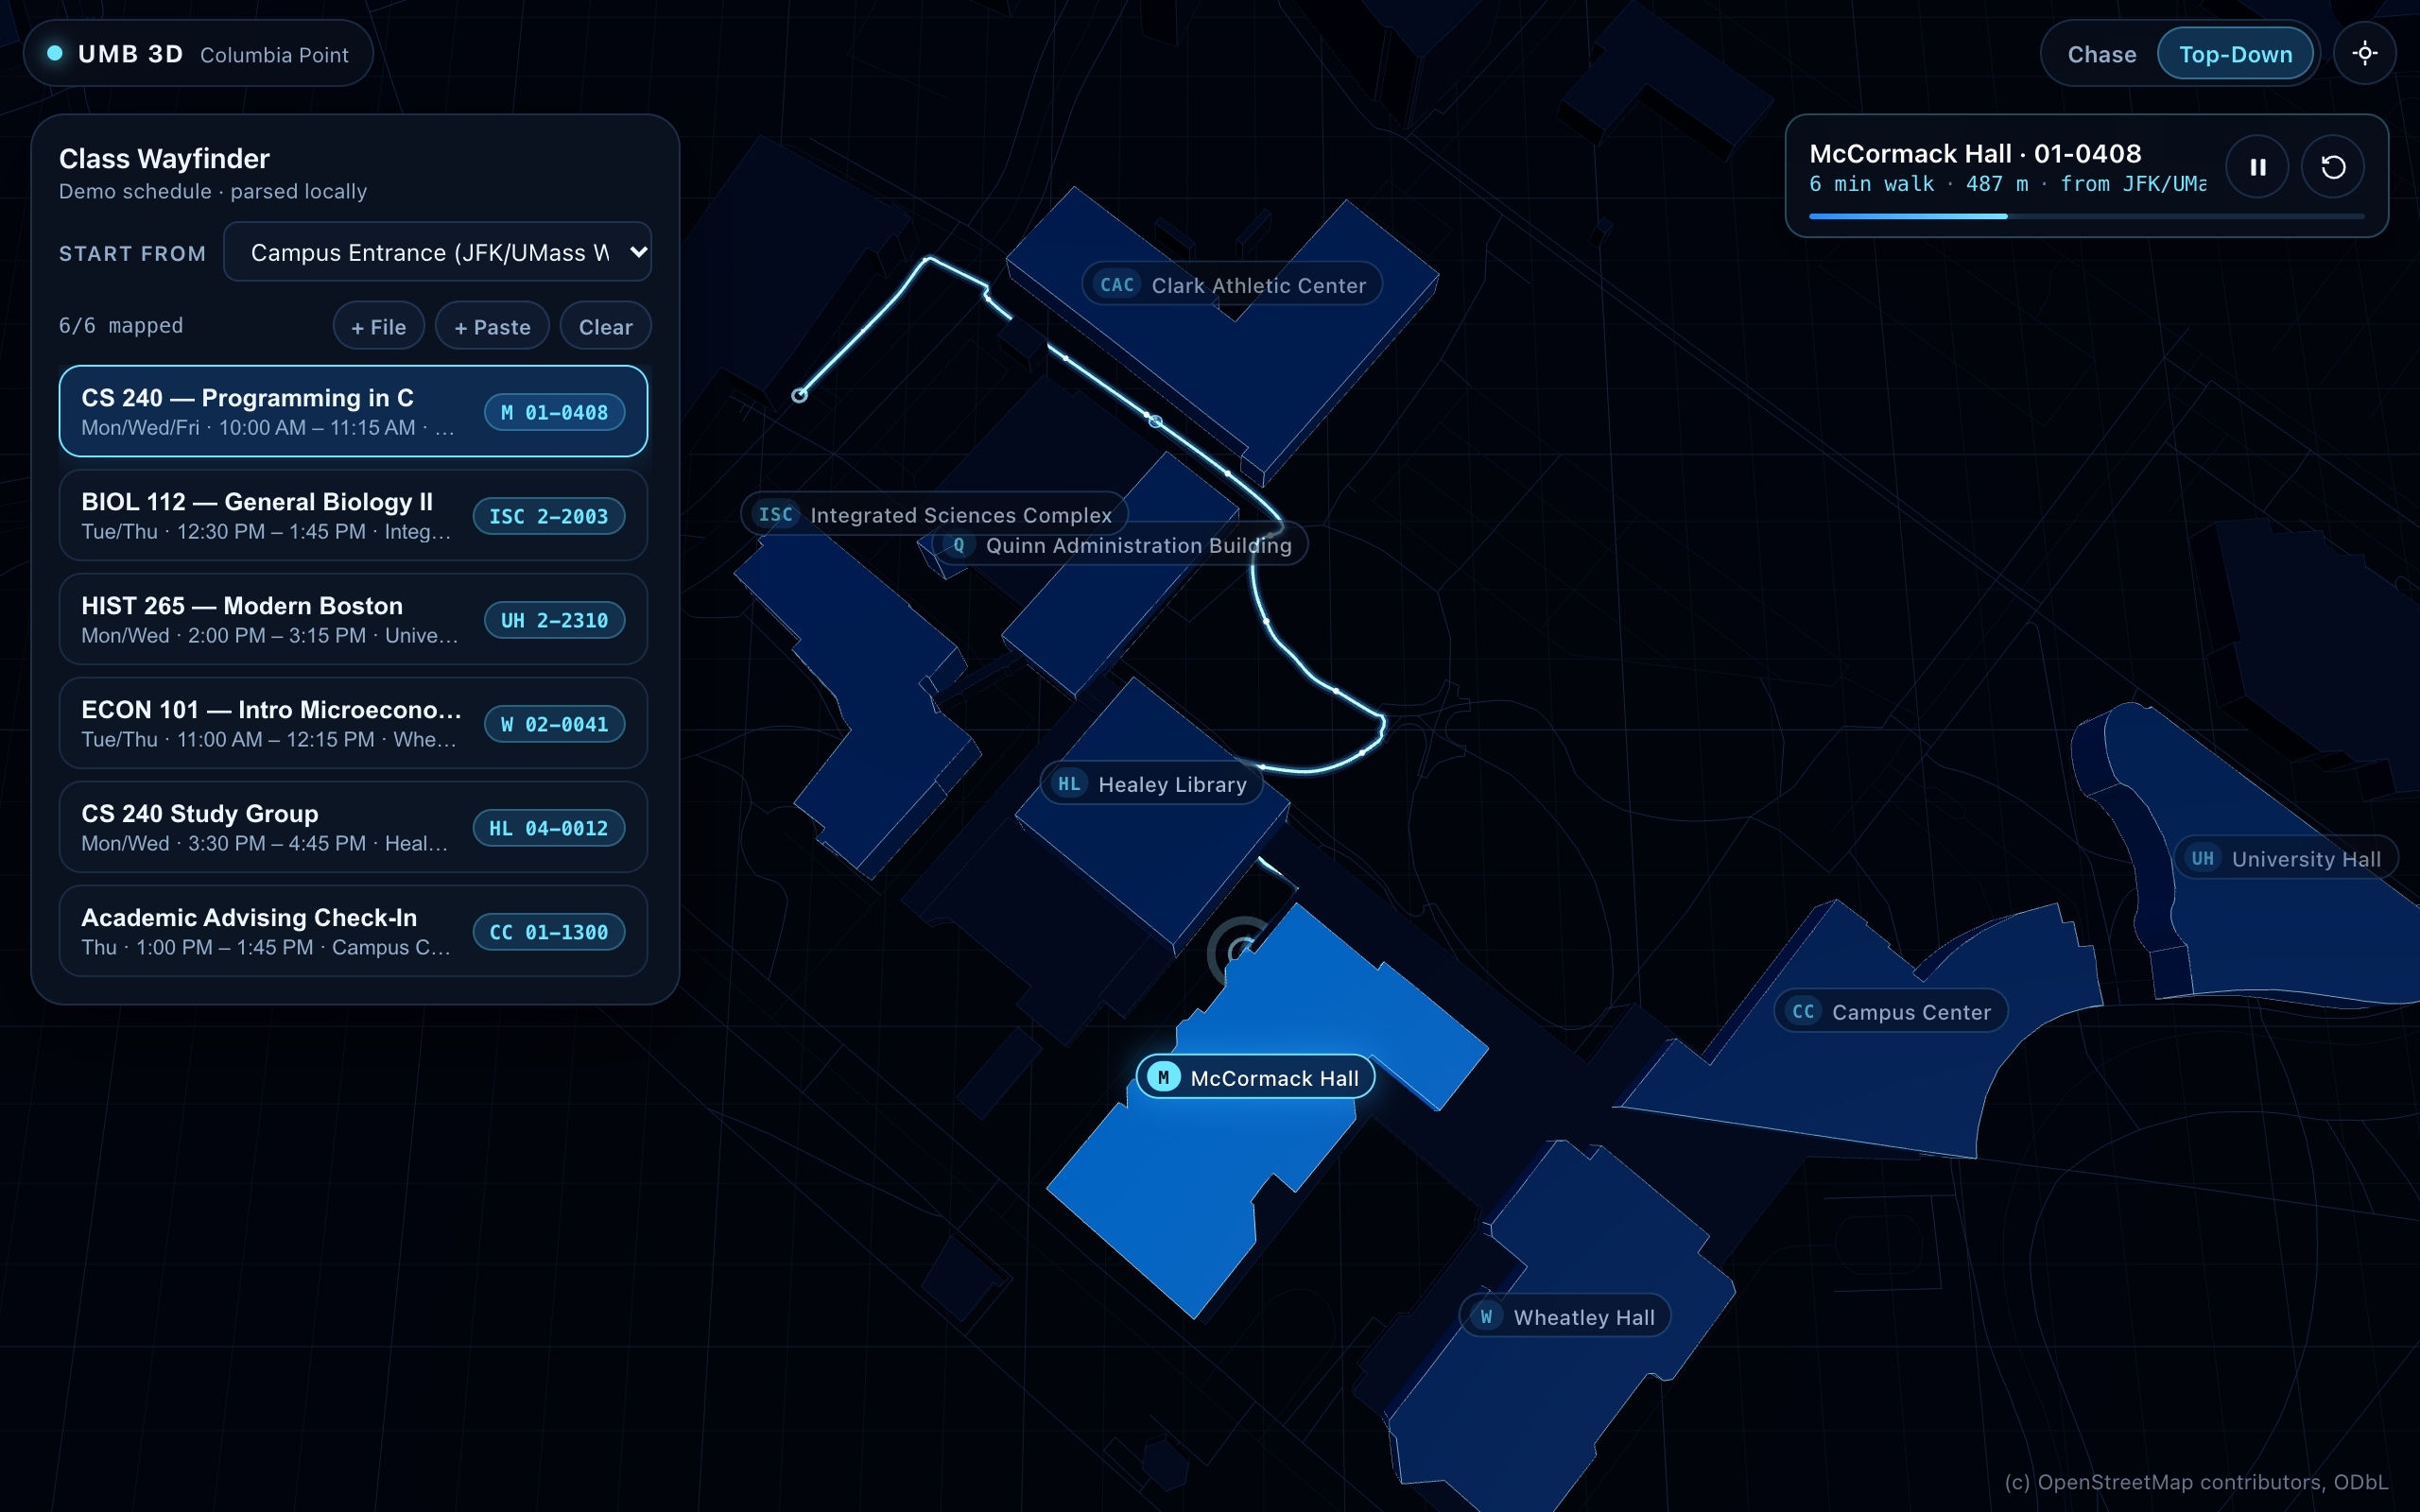 UMB 3D Columbia Point
Chase Top-Down
Class Wayfinder
Demo schedule · parsed locally
START FROM Campus Entrance (JFK/UMass W
6/6 mapped + File + Paste Clear
CS 240 — Programming in C M 01–0408
Mon/Wed/Fri · 10:00 AM – 11:15 AM · …
BIOL 112 — General Biology II ISC 2–2003
Tue/Thu · 12:30 PM – 1:45 PM · Integ…
HIST 265 — Modern Boston UH 2–2310
Mon/Wed · 2:00 PM – 3:15 PM · Unive…
ECON 101 — Intro Microecono… W 02–0041
Tue/Thu · 11:00 AM – 12:15 PM · Whe…
CS 240 Study Group HL 04–0012
Mon/Wed · 3:30 PM – 4:45 PM · Heal…
Academic Advising Check-In CC 01–1300
Thu · 1:00 PM – 1:45 PM · Campus C…
McCormack Hall · 01-0408
6 min walk · 487 m · from JFK/UMa
CAC Clark Athletic Center
ISC Integrated Sciences Complex
Q Quinn Administration Building
HL Healey Library
UH University Hall
CC Campus Center
M McCormack Hall
W Wheatley Hall
(c) OpenStreetMap contributors, ODbL